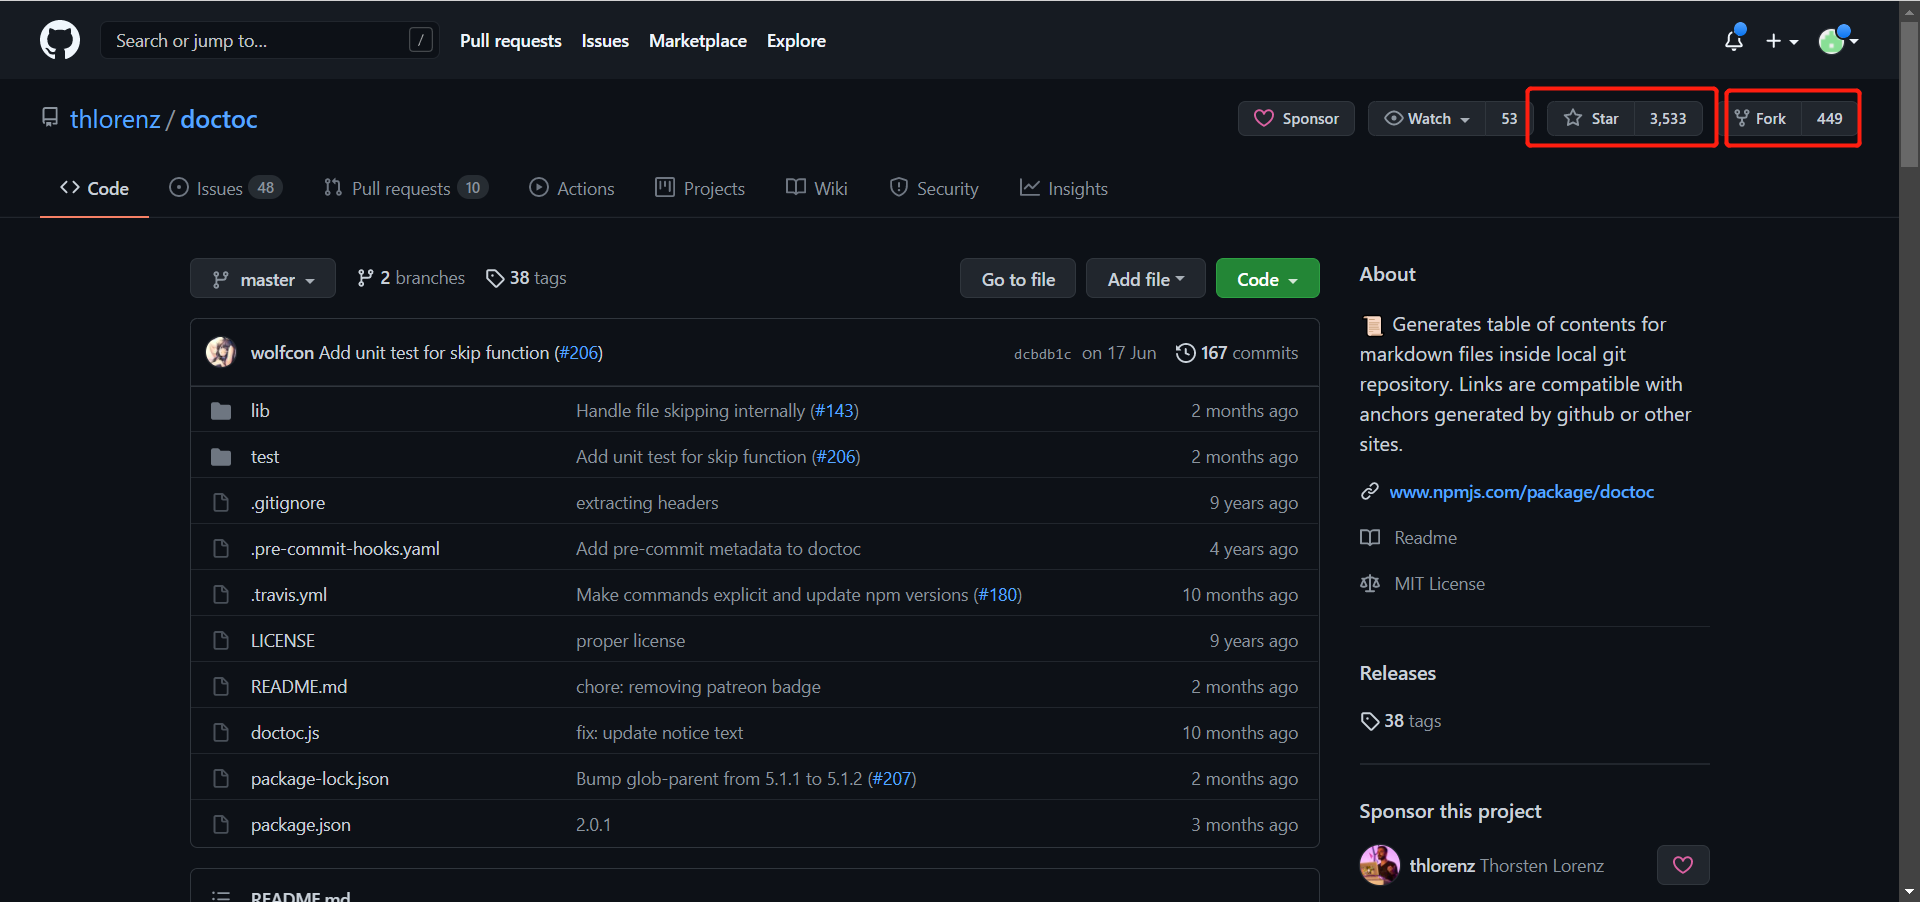 Search or jump to... /
Pull requests Issues Marketplace Explore
thlorenz / doctoc
Sponsor Watch 53 Star 3,533 Fork 449
Code Issues 48 Pull requests 10 Actions Projects Wiki Security Insights
master 2 branches 38 tags Go to file Add file Code
wolfcon Add unit test for skip function (#206) dcbdb1c on 17 Jun 167 commits
lib Handle file skipping internally (#143) 2 months ago
test Add unit test for skip function (#206) 2 months ago
.gitignore extracting headers 9 years ago
.pre-commit-hooks.yaml Add pre-commit metadata to doctoc 4 years ago
.travis.yml Make commands explicit and update npm versions (#180) 10 months ago
LICENSE proper license 9 years ago
README.md chore: removing patreon badge 2 months ago
doctoc.js fix: update notice text 10 months ago
package-lock.json Bump glob-parent from 5.1.1 to 5.1.2 (#207) 2 months ago
package.json 2.0.1 3 months ago
README.md
About
Generates table of contents for
markdown files inside local git
repository. Links are compatible with
anchors generated by github or other
sites.
www.npmjs.com/package/doctoc
Readme
MIT License
Releases
38 tags
Sponsor this project
thlorenz Thorsten Lorenz